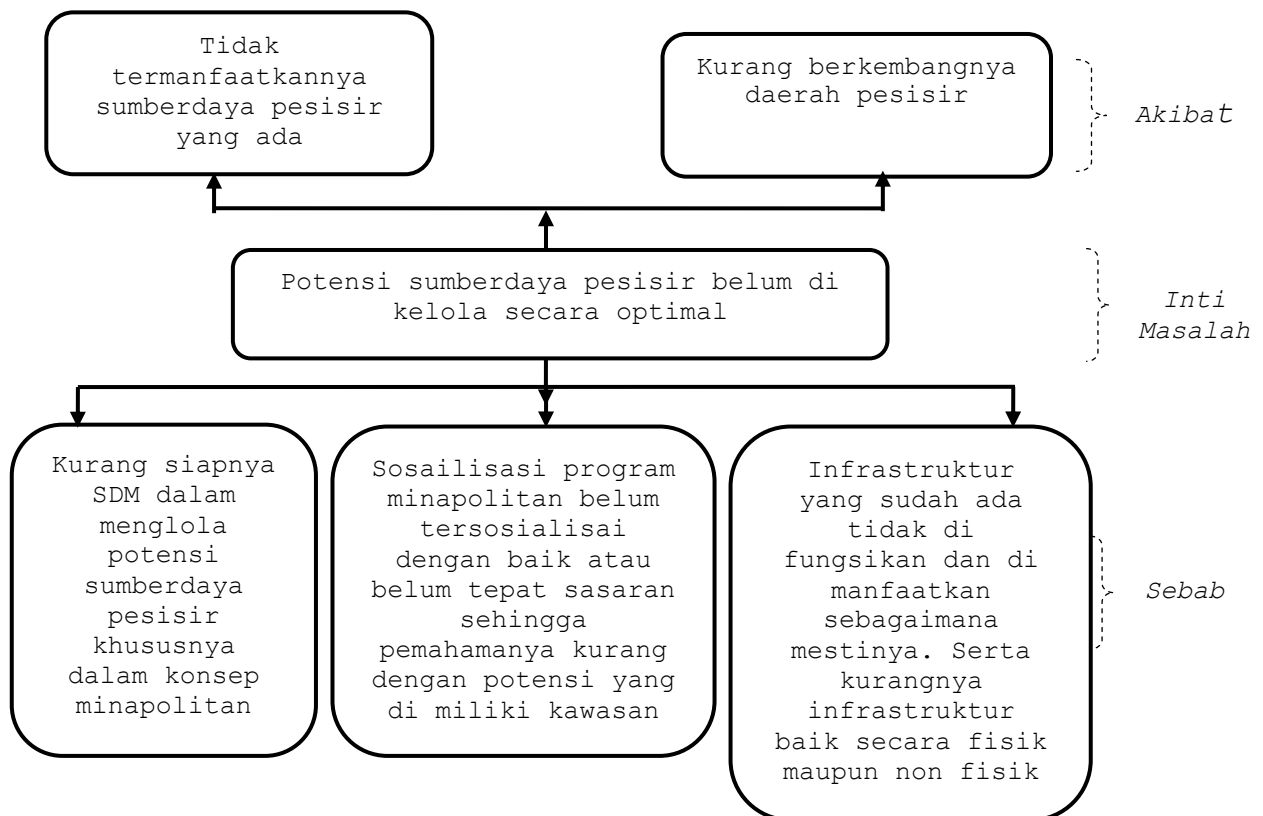 Tidak
termanfaatkannya
sumberdaya pesisir
yang ada
Kurang berkembangnya
daerah pesisir
Akibat
Potensi sumberdaya pesisir belum di
kelola secara optimal
Inti
Masalah
Kurang siapnya
SDM dalam
menglola
potensi
sumberdaya
pesisir
khususnya
dalam konsep
minapolitan
Sosailisasi program
minapolitan belum
tersosialisai
dengan baik atau
belum tepat sasaran
sehingga
pemahamanya kurang
dengan potensi yang
di miliki kawasan
Infrastruktur
yang sudah ada
tidak di
fungsikan dan di
manfaatkan
sebagaimana
mestinya. Serta
kurangnya
infrastruktur
baik secara fisik
maupun non fisik
Sebab